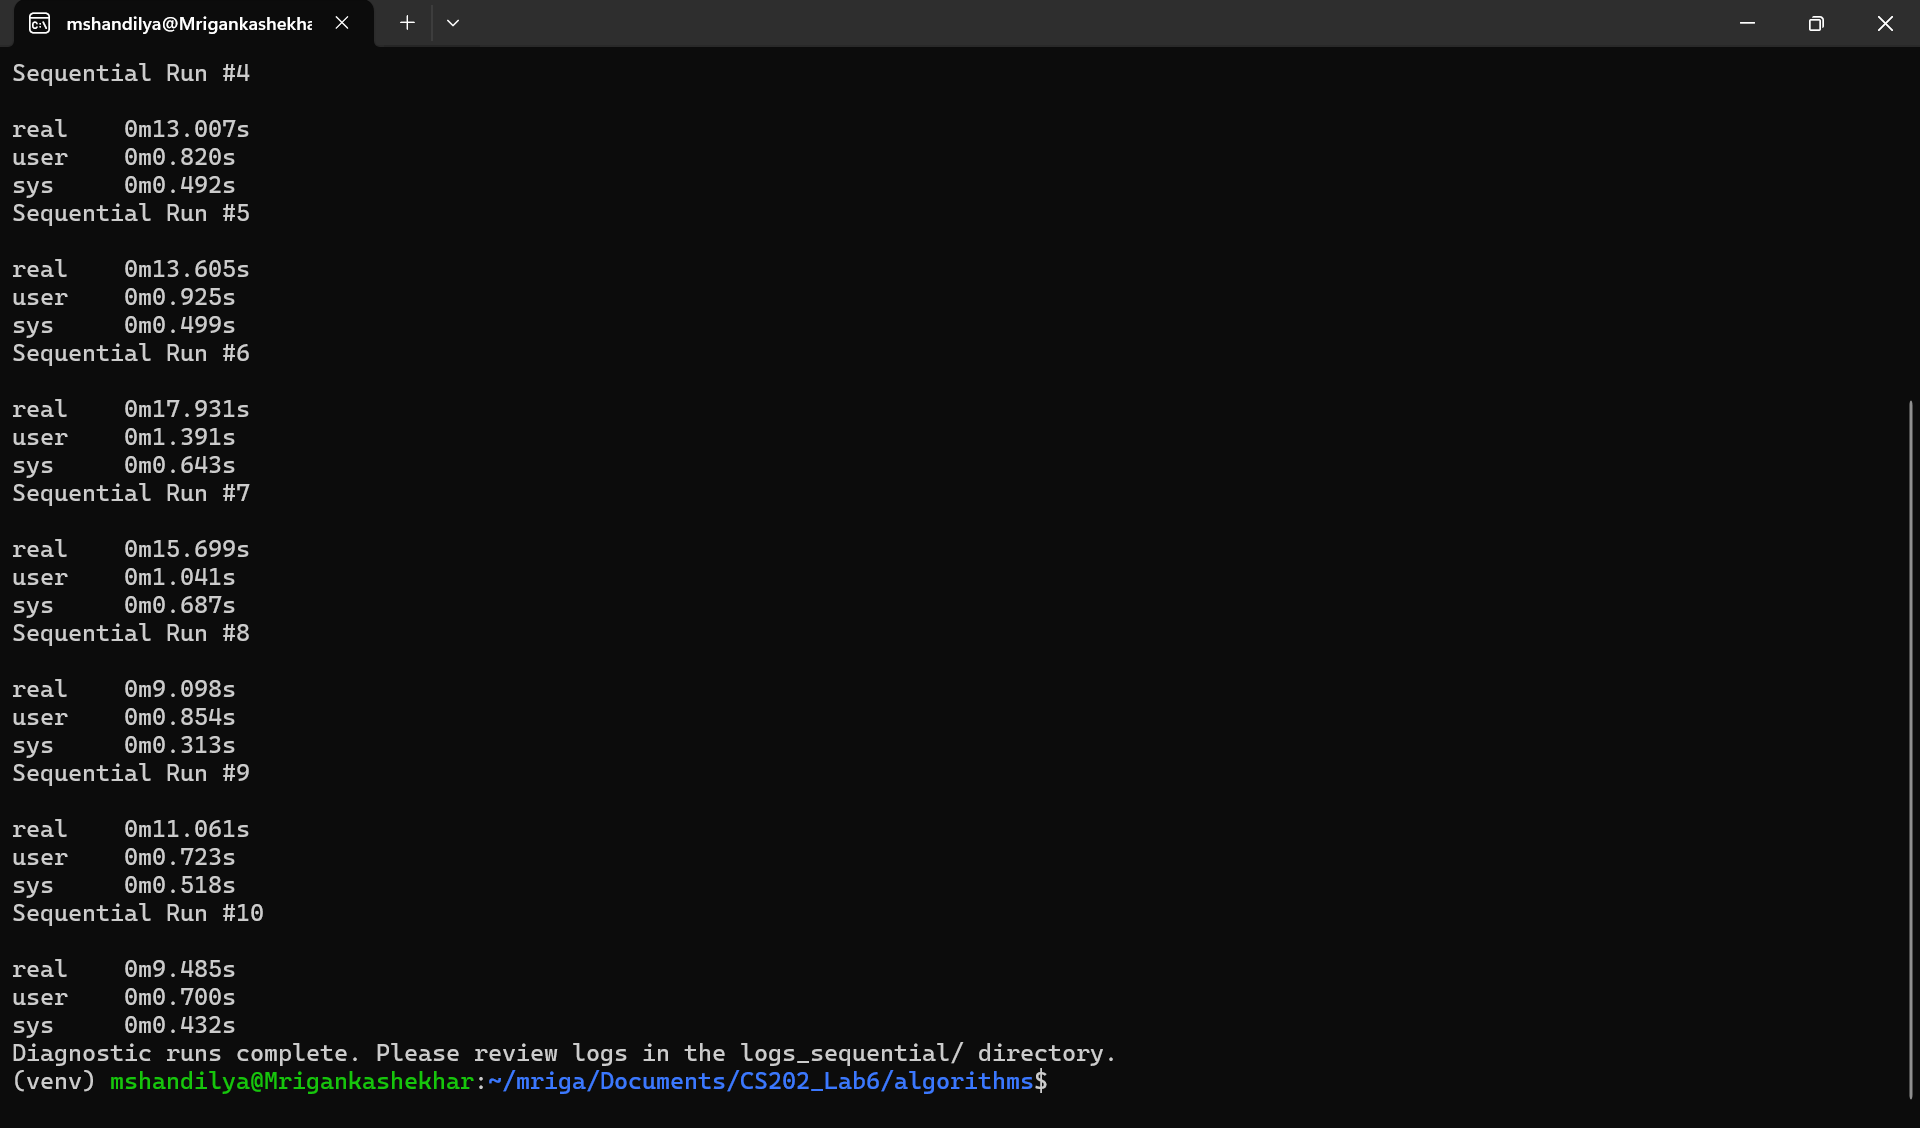 mshandilya@Mrigankashekha
Sequential Run #4
real 0m13.007s
user 0m0.820s
sys 0m0.492s
Sequential Run #5
real 0m13.605s
user 0m0.925s
sys 0m0.499s
Sequential Run #6
real 0m17.931s
user 0m1.391s
sys 0m0.643s
Sequential Run #7
real 0m15.699s
user 0m1.041s
sys 0m0.687s
Sequential Run #8
real 0m9.098s
user 0m0.854s
sys 0m0.313s
Sequential Run #9
real 0m11.061s
user 0m0.723s
sys 0m0.518s
Sequential Run #10
real 0m9.485s
user 0m0.700s
sys 0m0.432s
Diagnostic runs complete. Please review logs in the logs_sequential/ directory.
(venv) mshandilya@Mrigankashekhar:~/mriga/Documents/CS202_Lab6/algorithms$